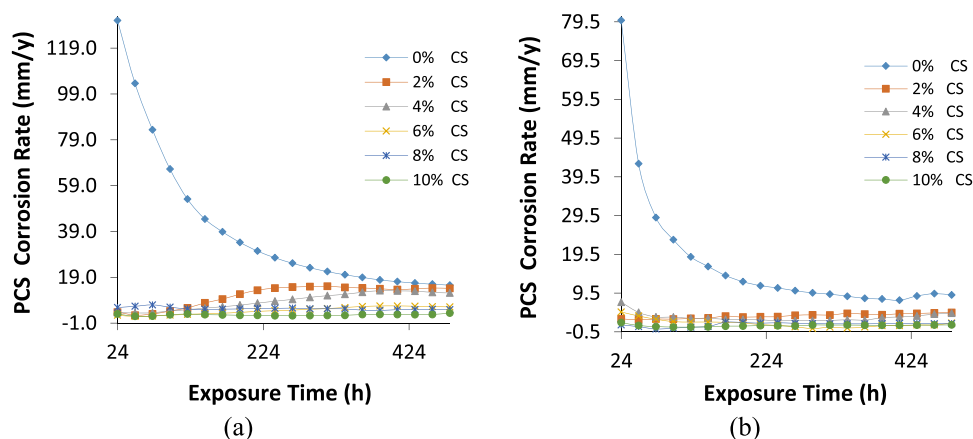 PCS Corrosion Rate (mm/y)
119.0
99.0
79.0
59.0
39.0
19.0
-1.0
24
224
424
Exposure Time (h)
0% CS
2% CS
4% CS
6% CS
8% CS
10% CS
(a)
PCS Corrosion Rate (mm/y)
79.5
69.5
59.5
49.5
39.5
29.5
19.5
9.5
-0.5
24
224
424
Exposure Time (h)
0% CS
2% CS
4% CS
6% CS
8% CS
10% CS
(b)